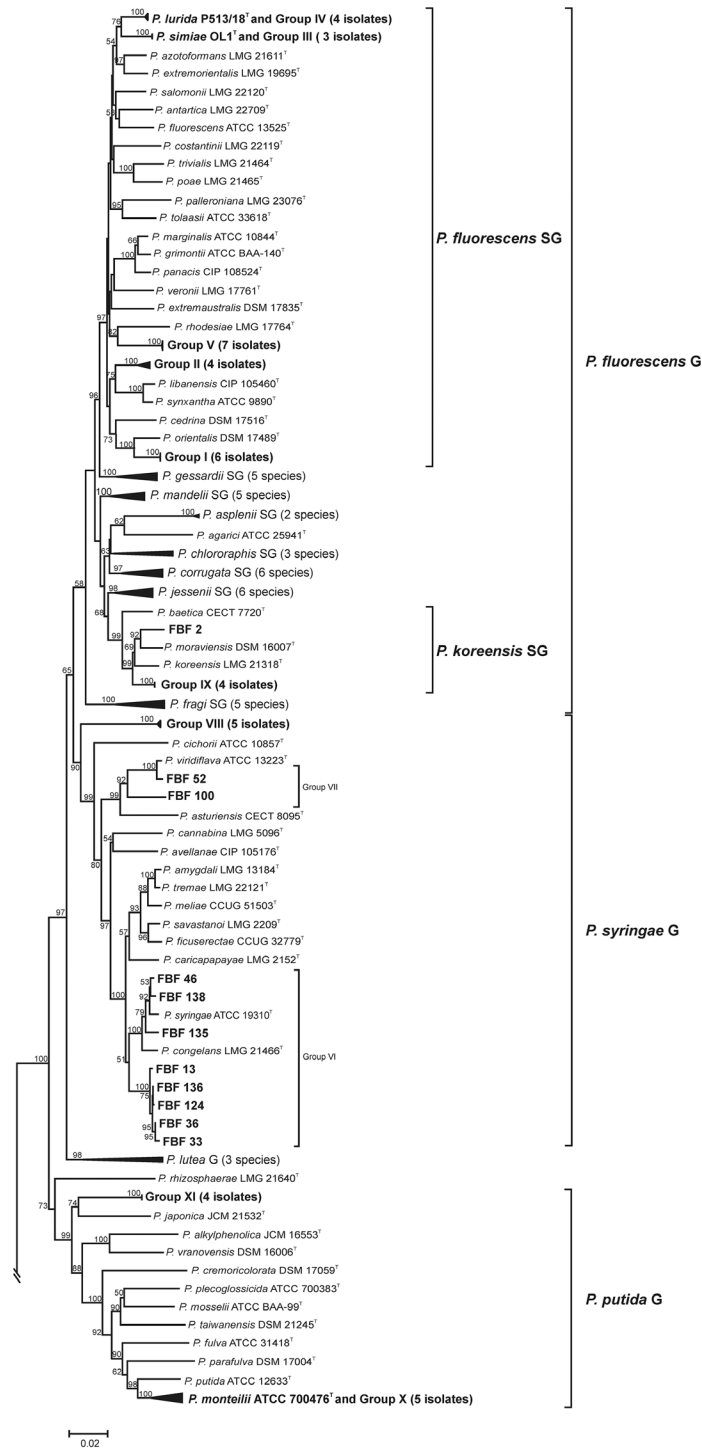 P. lurida P513/18T and Group IV (4 isolates)
76
P. simiae OL1T and Group III ( 3 isolates)
54
P. azotoformans LMG 21611T
97
P. extremorientalis LMG 19695T
P. salomonii LMG 22120T
P. antartica LMG 22709T
P. fluorescens ATCC 13525T
P. costantinii LMG 22119T
P. trivialis LMG 21464T
100
P. poae LMG 21465T
P. palleroniana LMG 23076T
95
P. tolaasii ATCC 33618T
P. marginalis ATCC 10844T
66
P. fluorescens SG
P. grimontii ATCC BAA-140T
100
P. panacis CIP 108524T
P. veronii LMG 17761T
P. extremaustralis DSM 17835T
97
P. rhodesiae LMG 17764T
82
Group V (7 isolates)
100
P. fluorescens G
Group II (4 isolates)
100
75
P. libanensis CIP 105460T
100
P. synxantha ATCC 9890T
96
P. cedrina DSM 17516T
73
P. orientalis DSM 17489T
100
Group I (6 isolates)
100
P. gessardii SG (5 species)
100
P. mandelii SG (5 species)
100
P. asplenii SG (2 species)
100
62
P. agarici ATCC 25941T
63
P. chlororaphis SG (3 species)
P. corrugata SG (6 species)
97
58
P. jessenii SG (6 species)
98
68
P. baetica CECT 7720T
FBF 2
99
92
P. moraviensis DSM 16007T
69
P. koreensis SG
P. koreensis LMG 21318T
99
65
Group IX (4 isolates)
100
P. fragi SG (5 species)
100
Group VIII (5 isolates)
100
P. cichorii ATCC 10857T
90
P. viridiflava ATCC 13223T
100
FBF 52
92
Group VII
FBF 100
99
99
P. asturiensis CECT 8095T
P. cannabina LMG 5096T
54
P. avellanae CIP 105176T
80
P. amygdali LMG 13184T
100
P. tremae LMG 22121T
88
P. meliae CCUG 51503T
93
97
P. savastanoi LMG 2209T
P. syringae G
57
P. ficuserectae CCUG 32779T
96
97
P. caricapapayae LMG 2152T
FBF 46
53
FBF 138
92
100
P. syringae ATCC 19310T
79
FBF 135
100
P. congelans LMG 21466T
51
Group VI
FBF 13
100
FBF 136
100
75
FBF 124
FBF 36
95
FBF 33
95
P. lutea G (3 species)
98
P. rhizosphaerae LMG 21640T
Group XI (4 isolates)
100
73
74
P. japonica JCM 21532T
P. alkylphenolica JCM 16553T
99
100
P. vranovensis DSM 16006T
P. cremoricolorata DSM 17059T
88
P. plecoglossicida ATCC 700383T
50
P. putida G
100
P. mosselii ATCC BAA-99T
90
P. taiwanensis DSM 21245T
92
P. fulva ATCC 31418T
90
P. parafulva DSM 17004T
62
P. putida ATCC 12633T
98
P. monteilii ATCC 700476T and Group X (5 isolates)
100
0.02